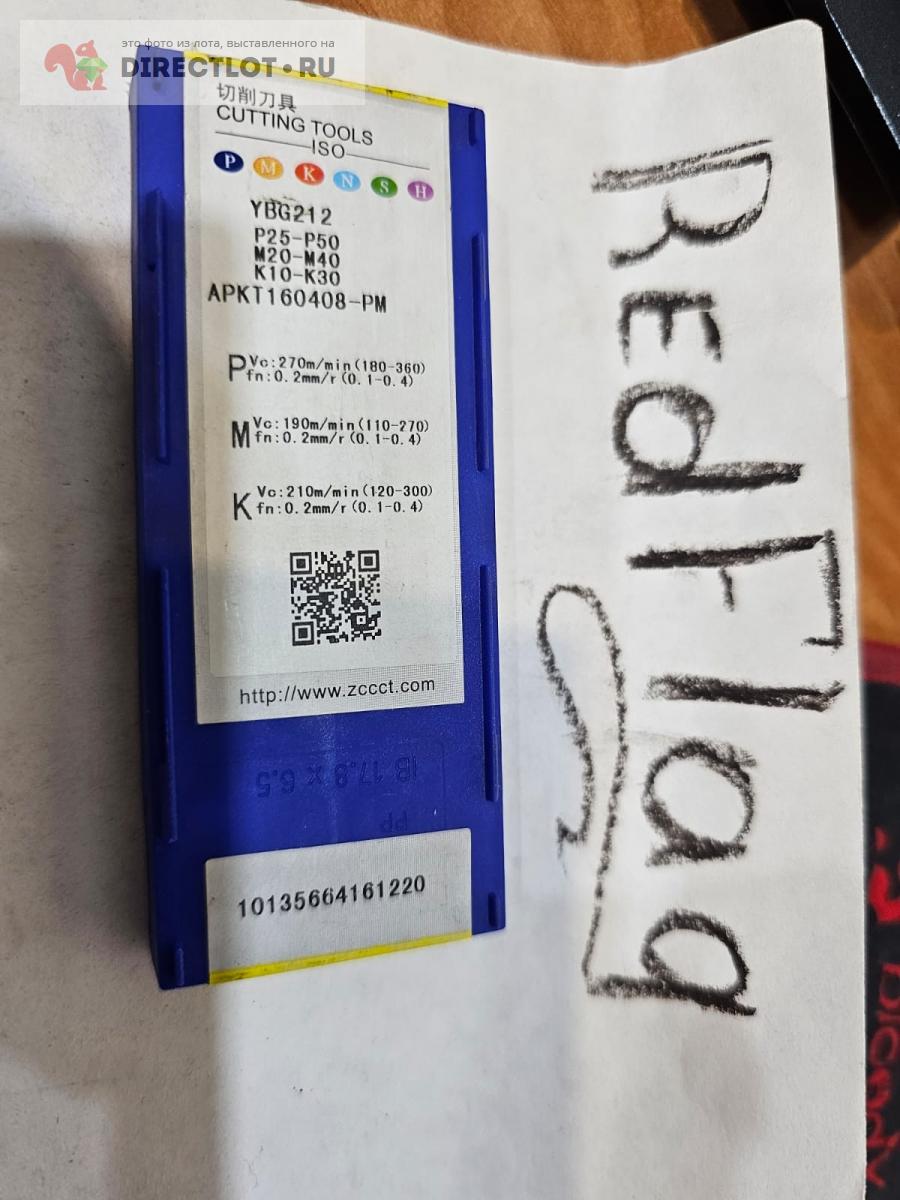 это фото из лота, выставленного на
DIRECTLOT.RU
切削刀具
CUTTING TOOLS
ISO
P M K N S H
YBG212
P25-P50
M20-M40
K10-K30
APKT160408-PM
P Vc:270m/min(180-360)
fn:0.2mm/r(0.1-0.4)
M Vc:190m/min(110-270)
fn:0.2mm/r(0.1-0.4)
K Vc:210m/min(120-300)
fn:0.2mm/r(0.1-0.4)
http://www.zccct.com
IB 17.8 x 6.5
PP
10135664161220
RedFlag
Bloody